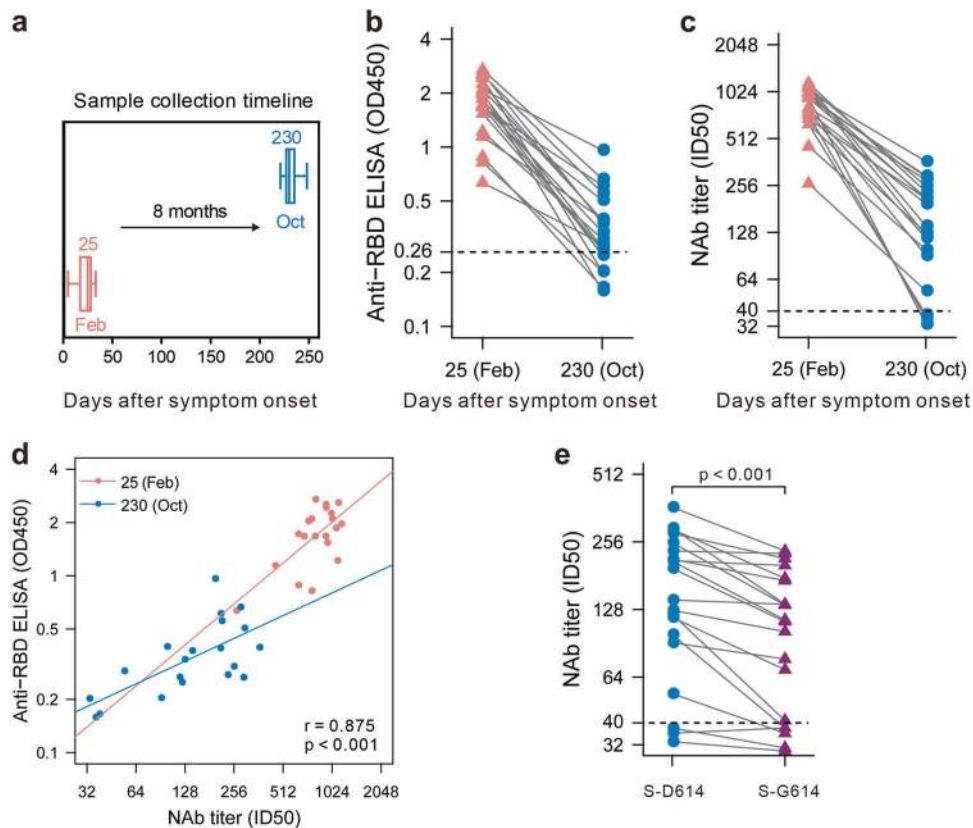 a
Sample collection timeline
230
Oct
8 months
25
Feb
0 50 100 150 200 250
Days after symptom onset
b
Anti-RBD ELISA (OD450)
4
2
1
0.5
0.26
0.2
0.1
25 (Feb) 230 (Oct)
Days after symptom onset
c
NAb titer (ID50)
2048
1024
512
256
128
64
40
32
25 (Feb) 230 (Oct)
Days after symptom onset
d
Anti-RBD ELISA (OD450)
4
2
1
0.5
0.2
0.1
25 (Feb)
230 (Oct)
r = 0.875
p < 0.001
32 64 128 256 512 1024 2048
NAb titer (ID50)
e
NAb titer (ID50)
p < 0.001
512
256
128
64
40
32
S-D614 S-G614